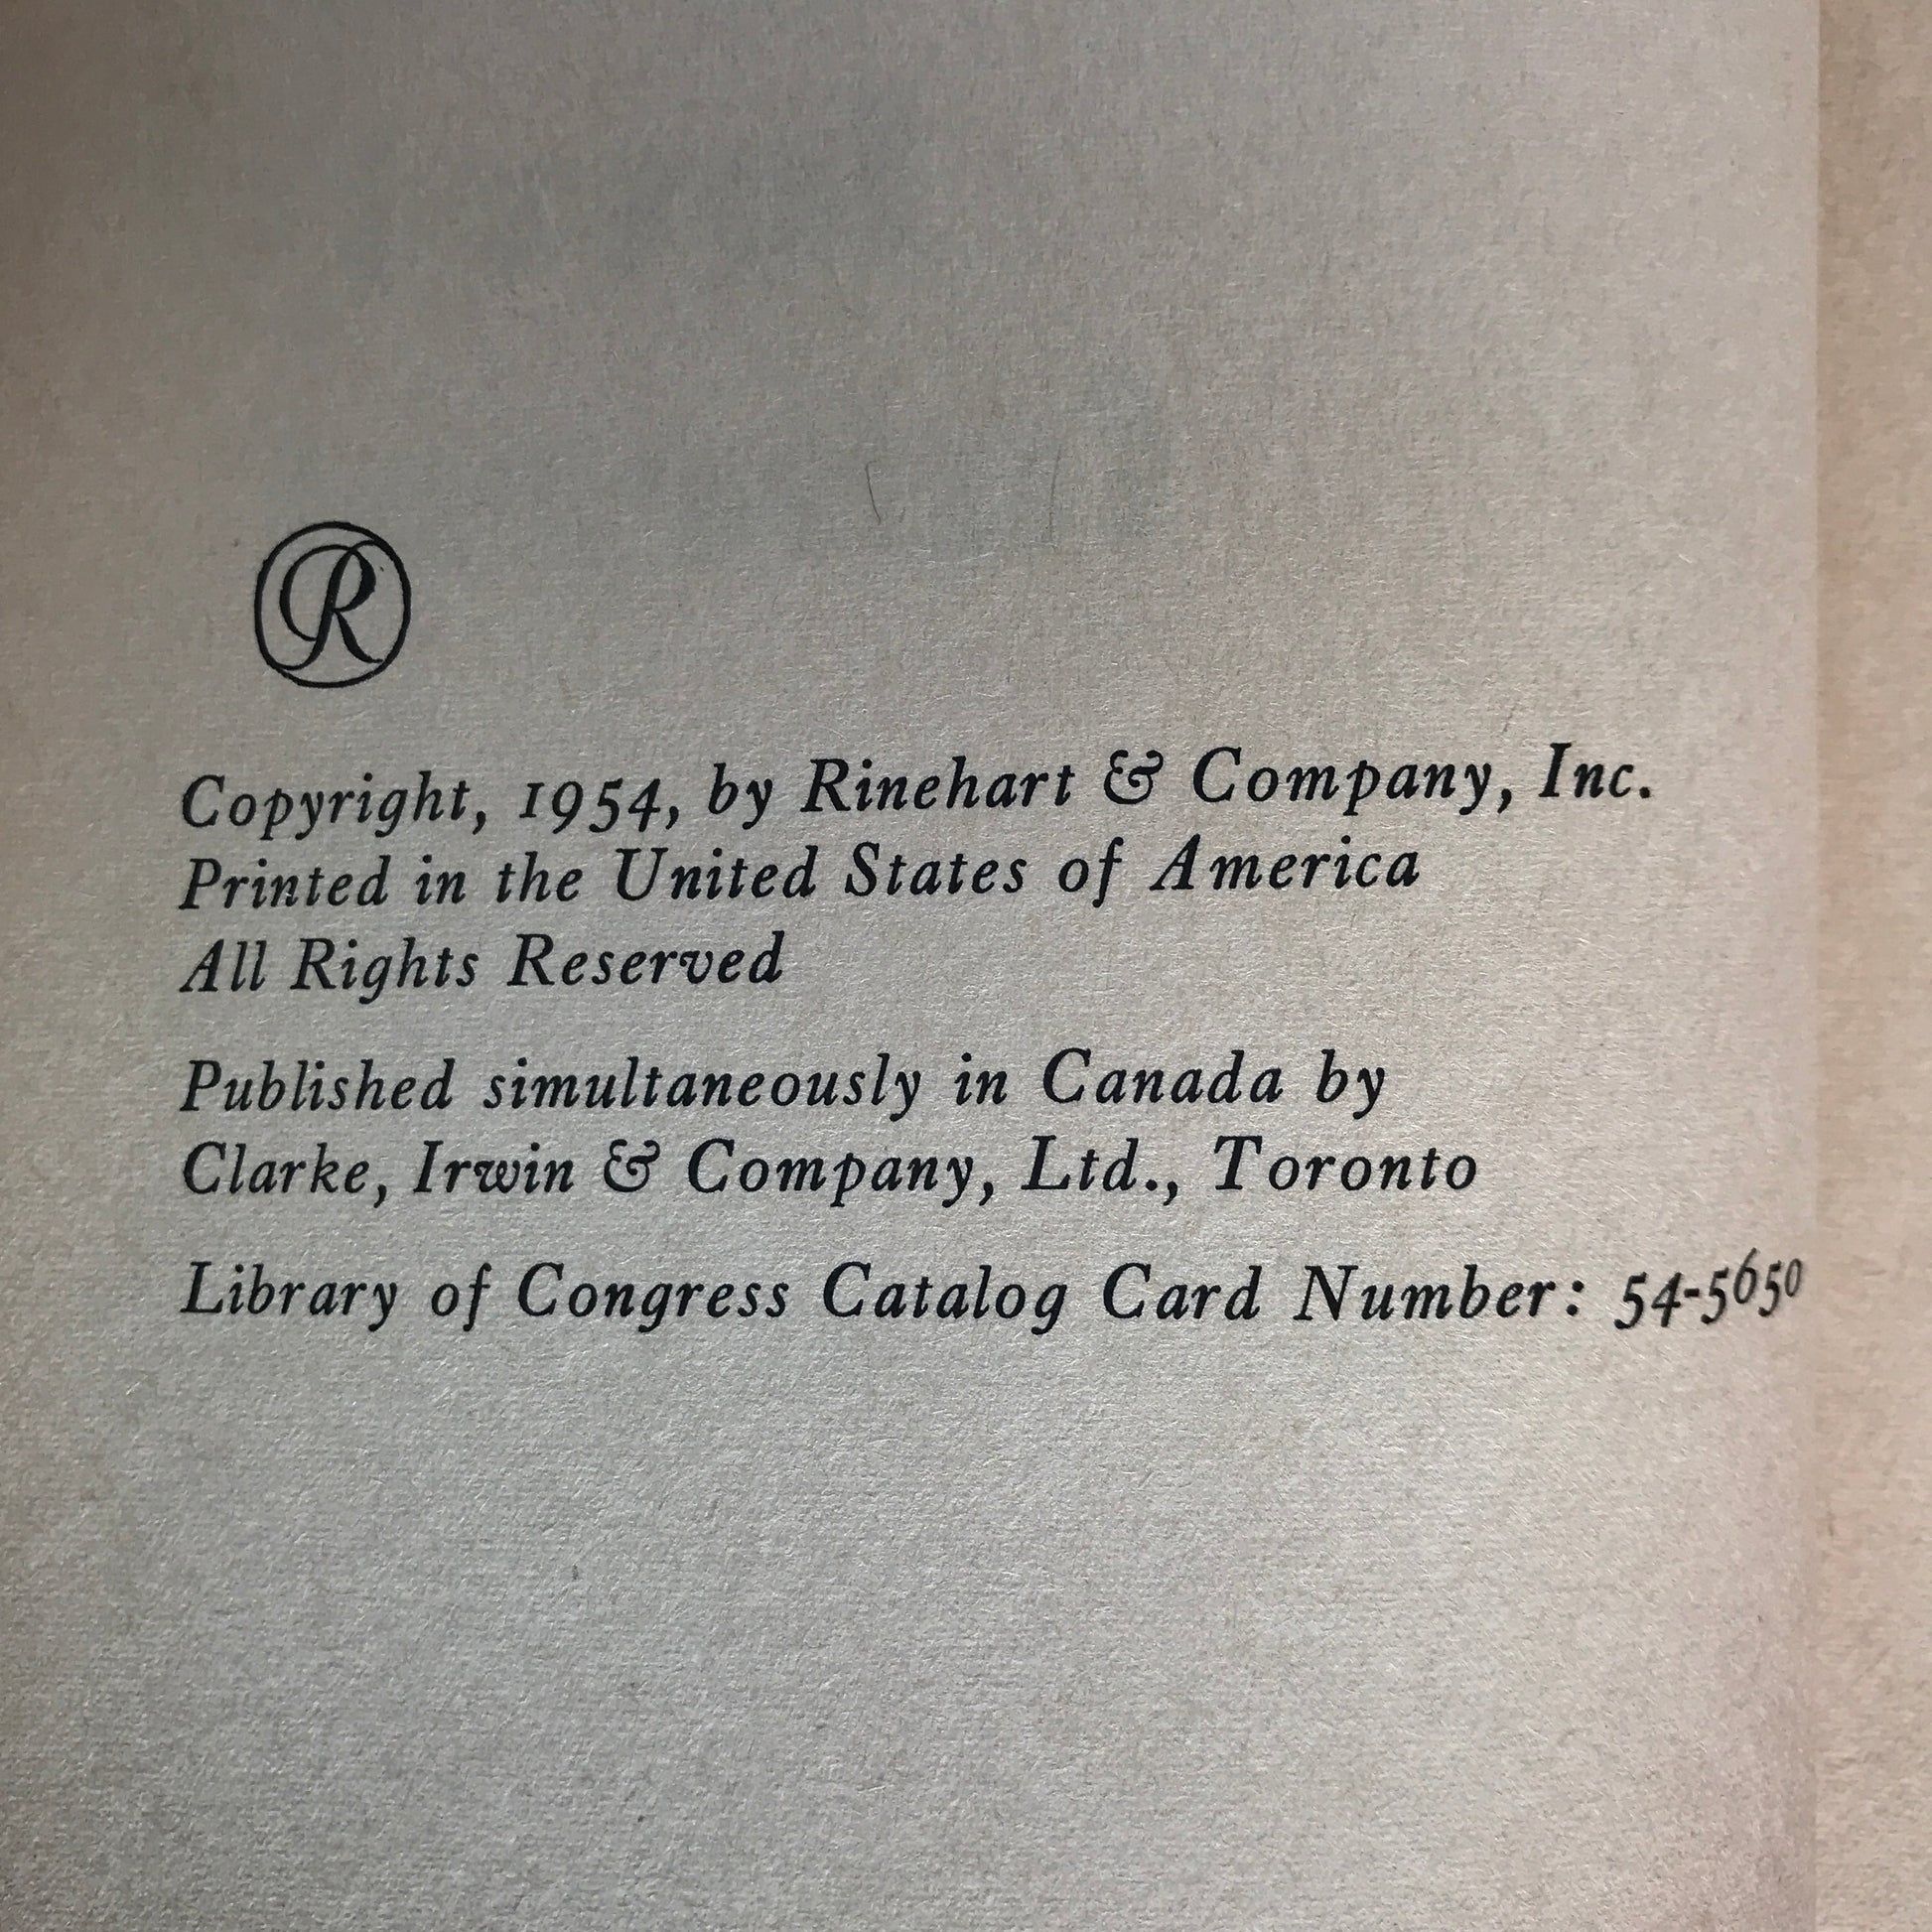 R
Copyright, 1954, by Rinehart & Company, Inc.
Printed in the United States of America
All Rights Reserved
Published simultaneously in Canada by
Clarke, Irwin & Company, Ltd., Toronto
Library of Congress Catalog Card Number: 54-5650